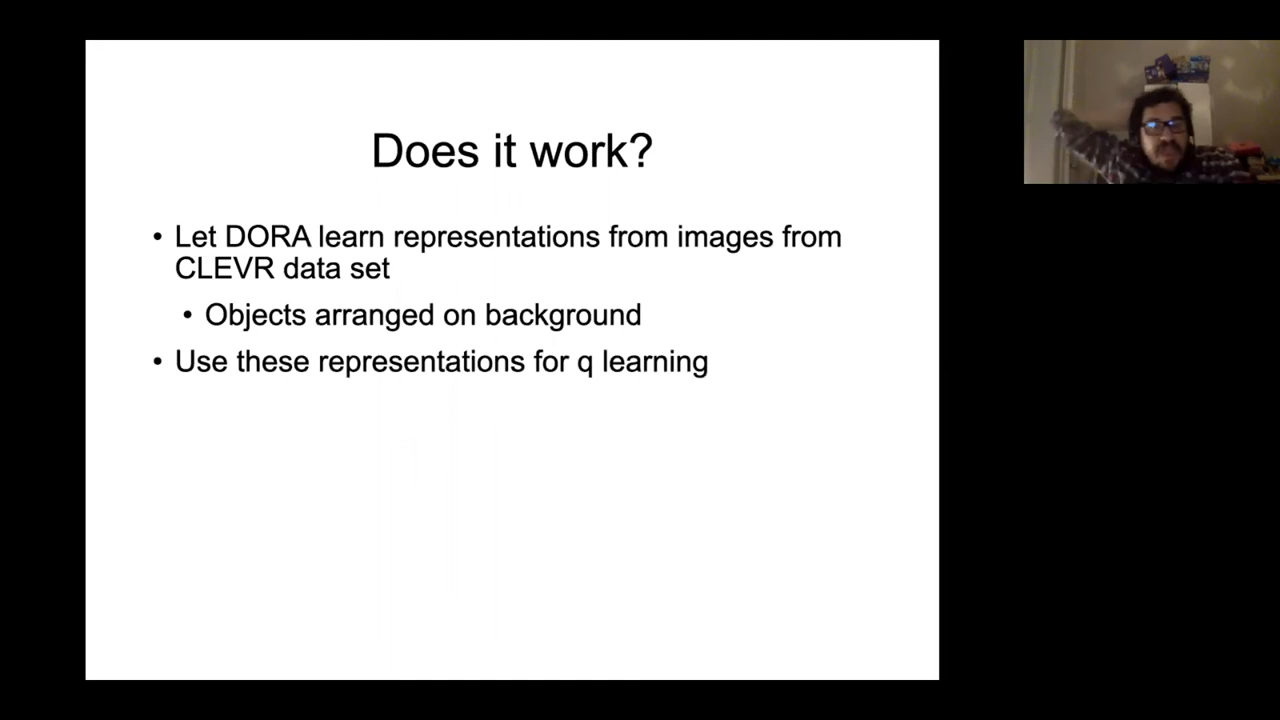 Does it work?
• Let DORA learn representations from images from
CLEVR data set
• Objects arranged on background
• Use these representations for q learning